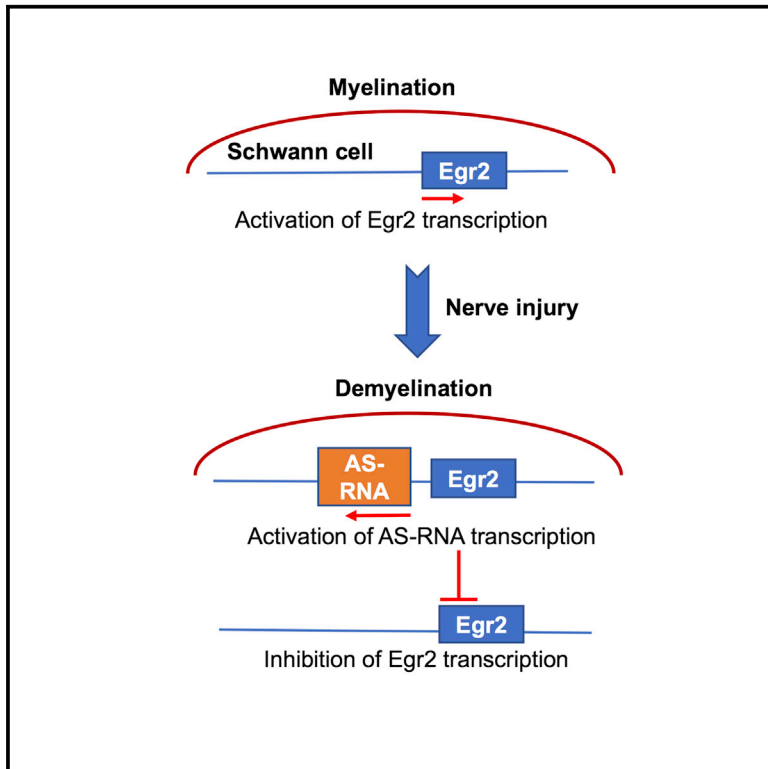 Myelination
Schwann cell
Egr2
Activation of Egr2 transcription
Nerve injury
Demyelination
AS-
RNA
Egr2
Activation of AS-RNA transcription
Egr2
Inhibition of Egr2 transcription